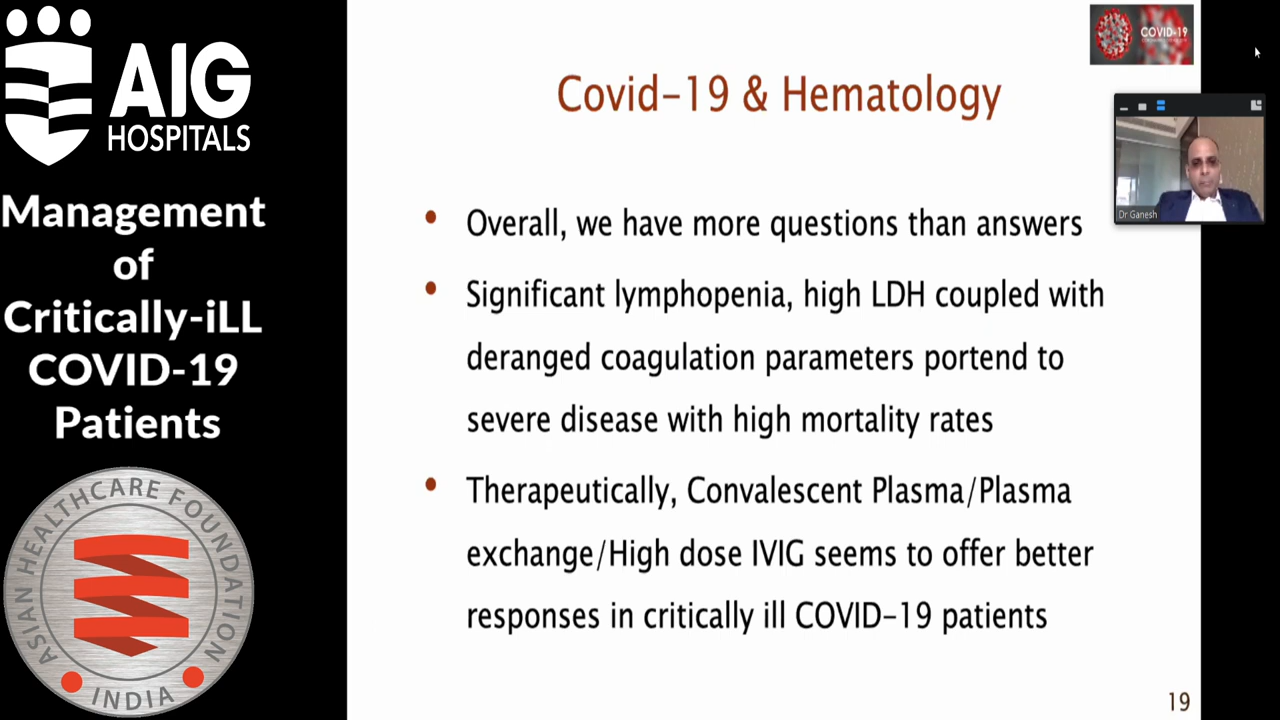 AIG
HOSPITALS
Management
of
Critically-iLL
COVID-19
Patients
ASIAN HEALTHCARE FOUNDATION
INDIA
COVID-19
Covid-19 & Hematology
Dr Ganesh
• Overall, we have more questions than answers
• Significant lymphopenia, high LDH coupled with
deranged coagulation parameters portend to
severe disease with high mortality rates
• Therapeutically, Convalescent Plasma/Plasma
exchange/High dose IVIG seems to offer better
responses in critically ill COVID-19 patients
19